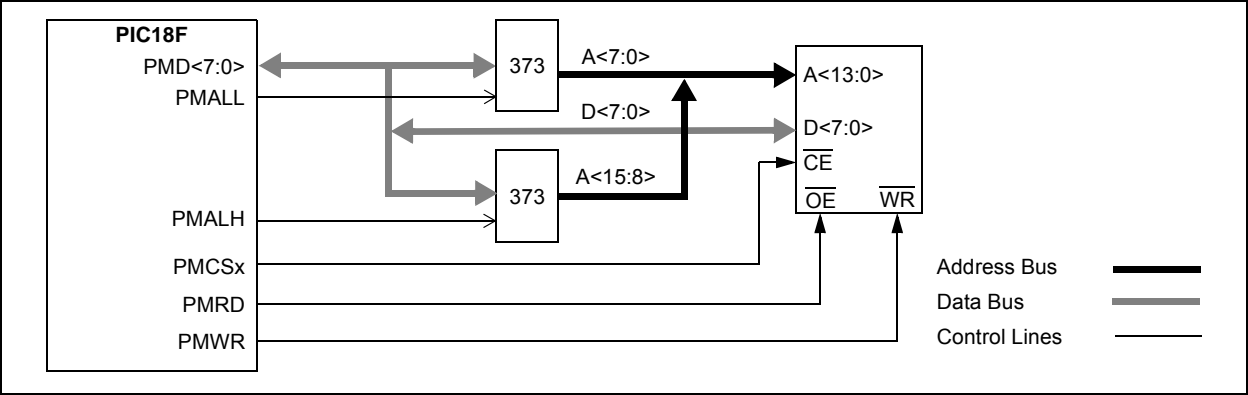 PIC18F
PMD<7:0>
PMALL
PMALH
PMCSx
PMRD
PMWR
373
A<7:0>
D<7:0>
373
A<15:8>
A<13:0>
D<7:0>
CE
OE WR
Address Bus
Data Bus
Control Lines